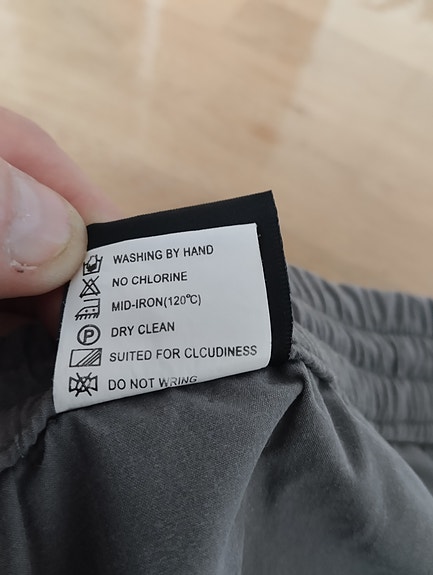 WASHING BY HAND
NO CHLORINE
MID-IRON(120°C)
P DRY CLEAN
SUITED FOR CLCUDINESS
DO NOT WRING